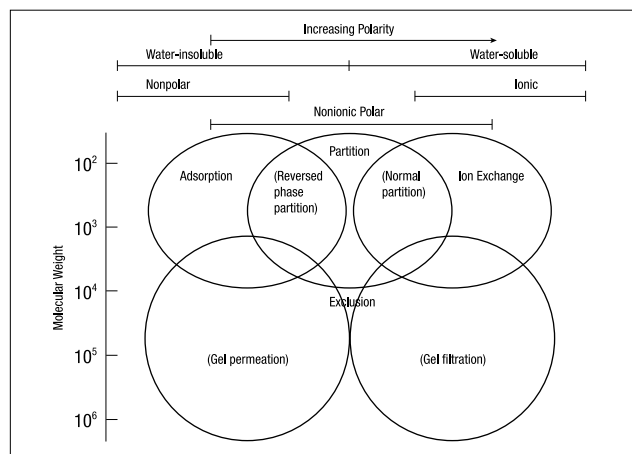 Increasing Polarity
Water-insoluble
Water-soluble
Nonpolar
Ionic
Nonionic Polar
Partition
Adsorption
(Reversed
phase
partition)
(Normal
partition)
Ion Exchange
10²
10³
10⁴
10⁵
10⁶
Molecular Weight
Exclusion
(Gel permeation)
(Gel filtration)